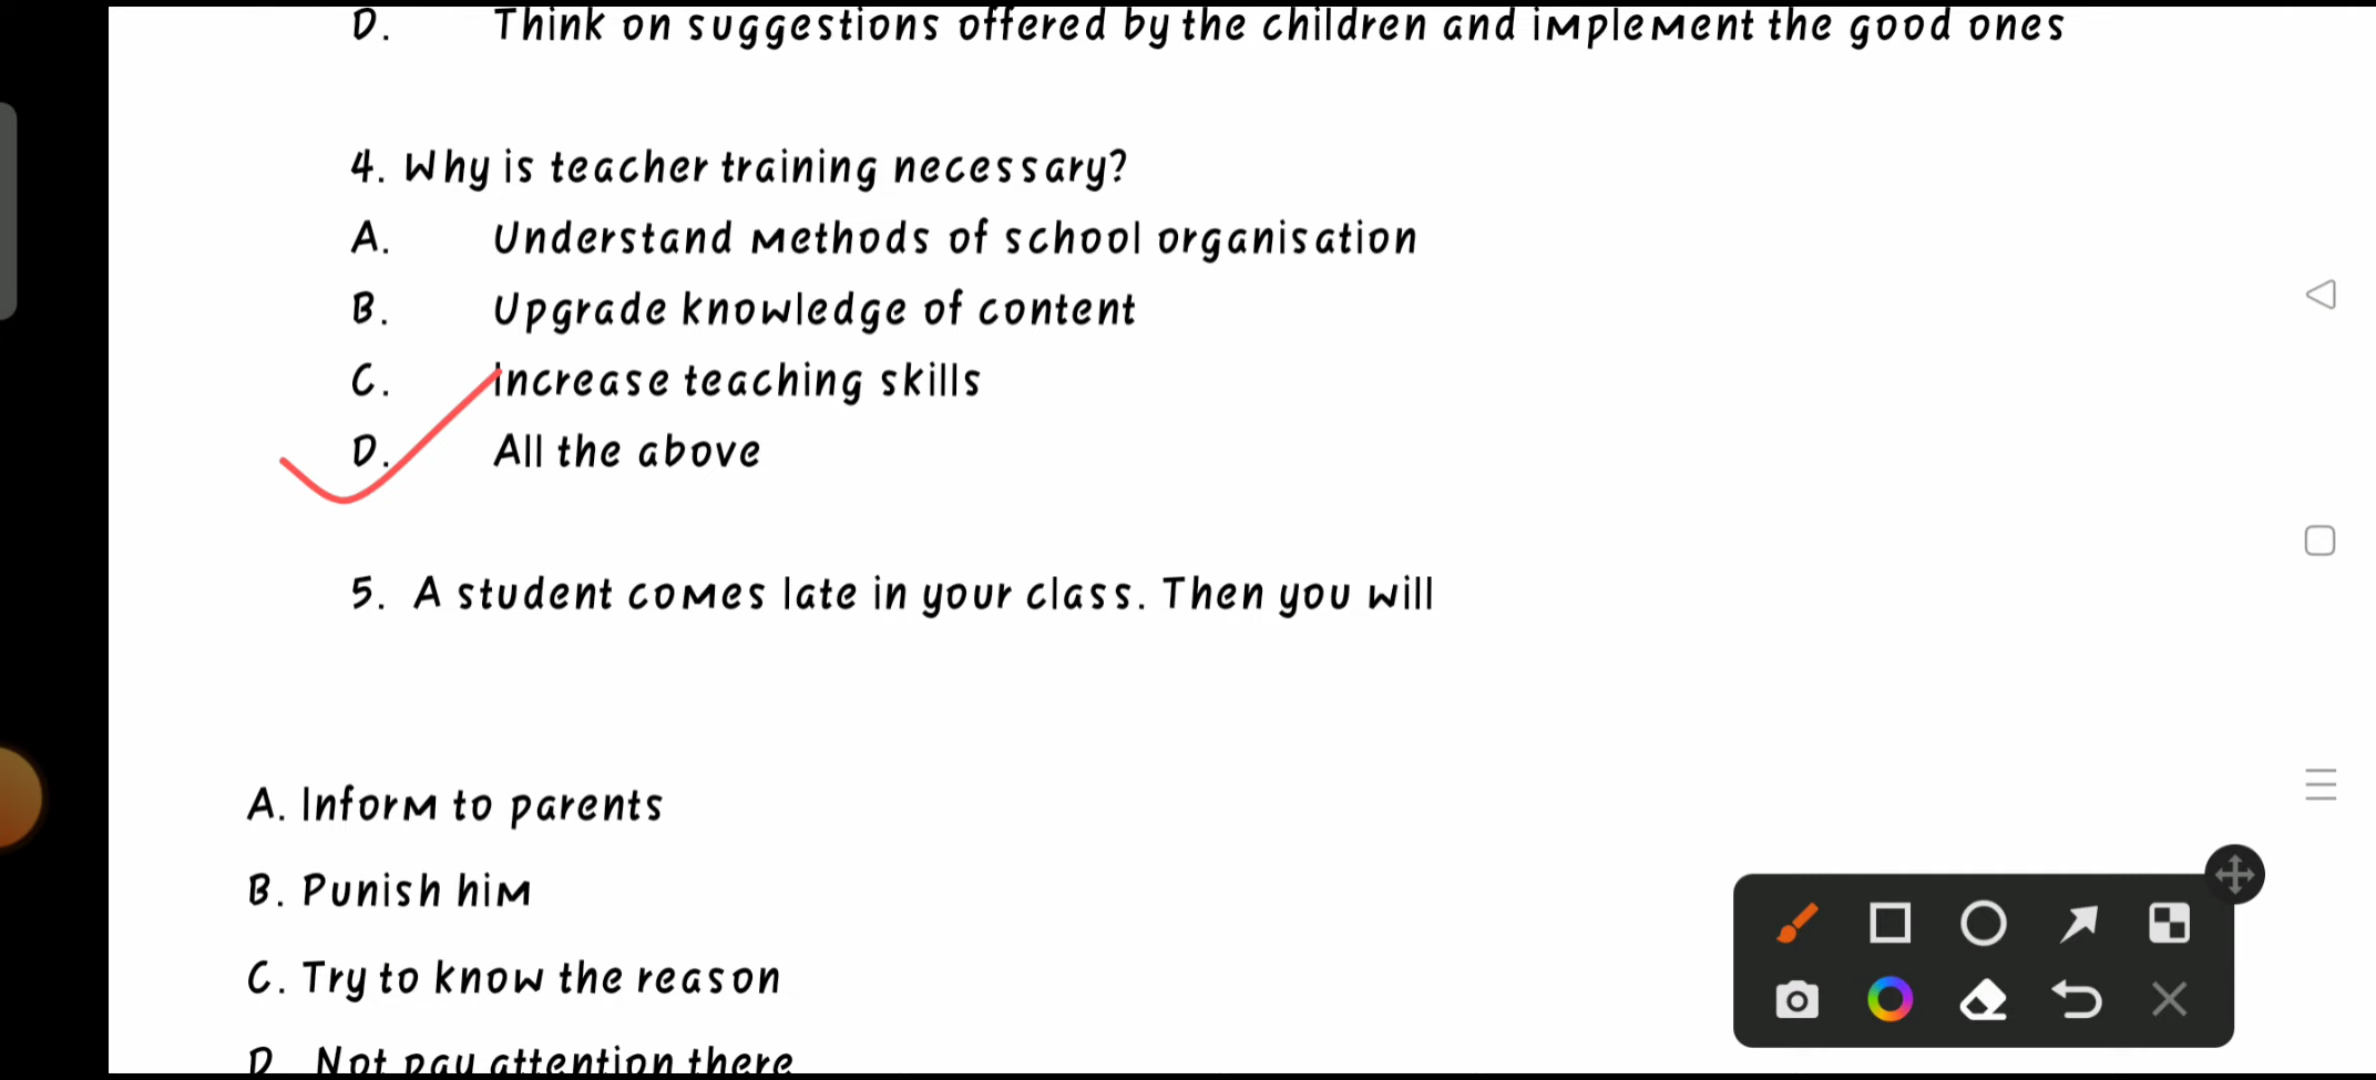 D. Think on suggestions offered by the children and implement the good ones
4. Why is teacher training necessary?
A. Understand methods of school organisation
B. Upgrade knowledge of content
C. increase teaching skills
D. All the above
5. A student comes late in your class. Then you will
A. Inform to parents
B. Punish him
C. Try to know the reason
D Not pay attention there